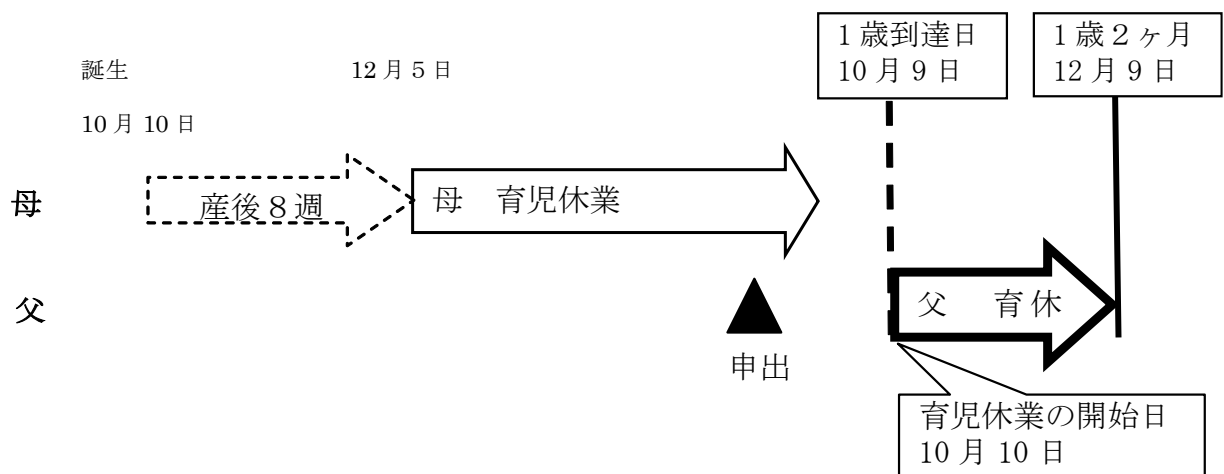 1歳到達日
10月9日
1歳2ヶ月
12月9日
誕生
12月5日
10月10日
母
産後8週
母 育児休業
父
父 育休
申出
育児休業の開始日
10月10日